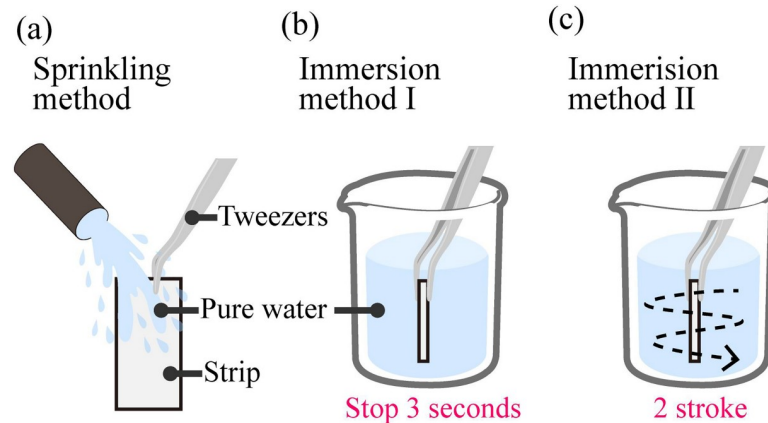 (a)
Sprinkling
method
(b)
Immersion
method I
(c)
Immerision
method II
Tweezers
Pure water
Strip
Stop 3 seconds
2 stroke